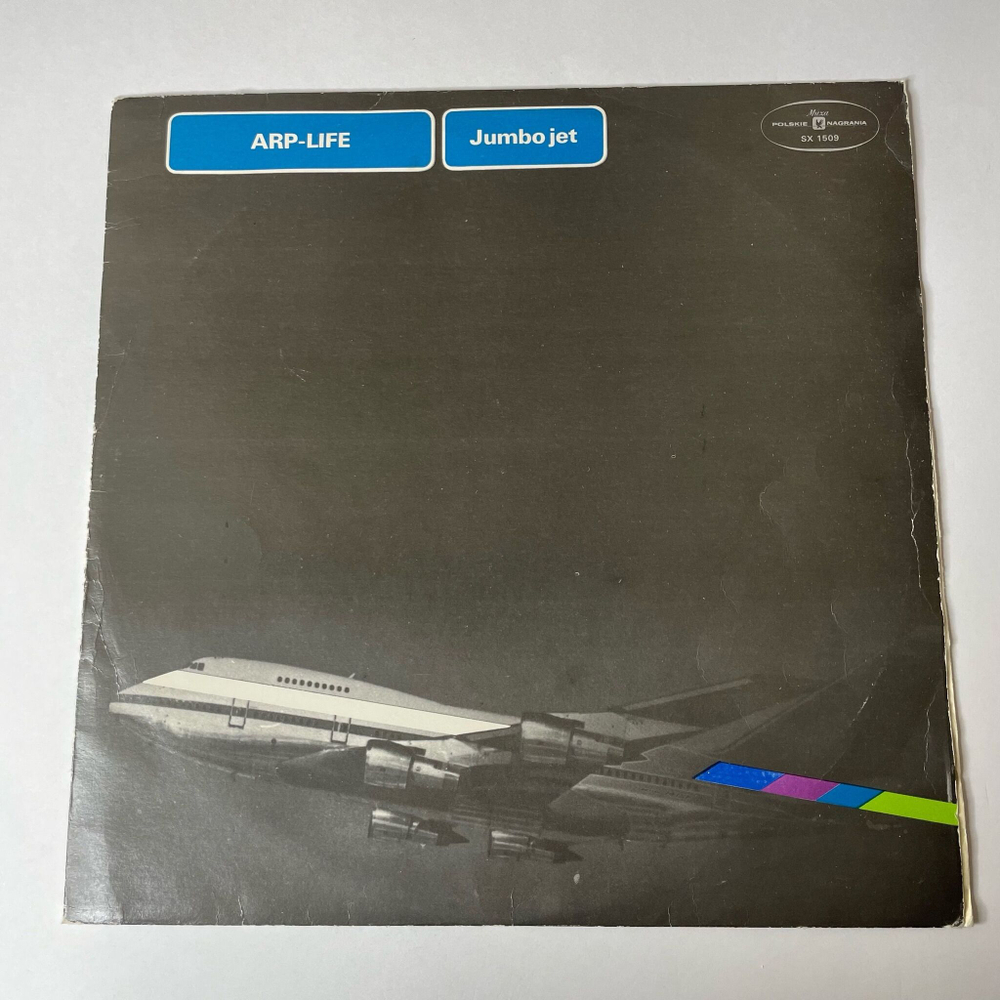 ARP-LIFE
Jumbo jet
Muza
POLSKIE NAGRANIA
SX 1509